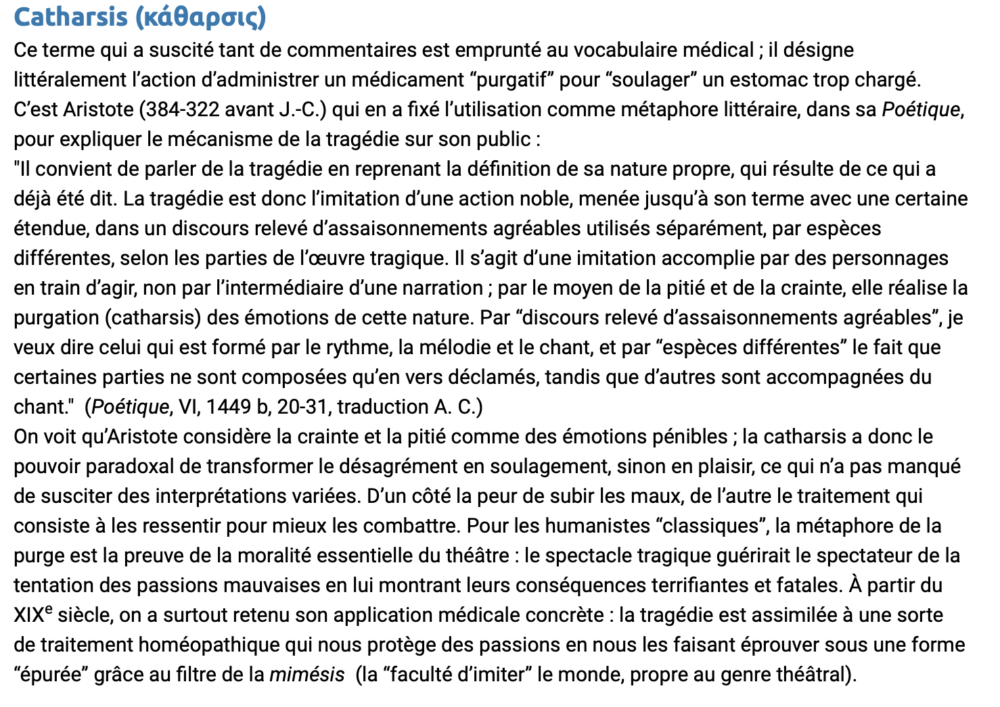 Catharsis (κάθαρσις)
Ce terme qui a suscité tant de commentaires est emprunté au vocabulaire médical ; il désigne
littéralement l’action d’administrer un médicament “purgatif” pour “soulager” un estomac trop chargé.
C’est Aristote (384-322 avant J.-C.) qui en a fixé l’utilisation comme métaphore littéraire, dans sa Poétique,
pour expliquer le mécanisme de la tragédie sur son public :
"Il convient de parler de la tragédie en reprenant la définition de sa nature propre, qui résulte de ce qui a
déjà été dit. La tragédie est donc l’imitation d’une action noble, menée jusqu’à son terme avec une certaine
étendue, dans un discours relevé d’assaisonnements agréables utilisés séparément, par espèces
différentes, selon les parties de l’œuvre tragique. Il s’agit d’une imitation accomplie par des personnages
en train d’agir, non par l’intermédiaire d’une narration ; par le moyen de la pitié et de la crainte, elle réalise la
purgation (catharsis) des émotions de cette nature. Par “discours relevé d’assaisonnements agréables”, je
veux dire celui qui est formé par le rythme, la mélodie et le chant, et par “espèces différentes” le fait que
certaines parties ne sont composées qu’en vers déclamés, tandis que d’autres sont accompagnées du
chant." (Poétique, VI, 1449 b, 20-31, traduction A. C.)
On voit qu’Aristote considère la crainte et la pitié comme des émotions pénibles ; la catharsis a donc le
pouvoir paradoxal de transformer le désagrément en soulagement, sinon en plaisir, ce qui n’a pas manqué
de susciter des interprétations variées. D’un côté la peur de subir les maux, de l’autre le traitement qui
consiste à les ressentir pour mieux les combattre. Pour les humanistes “classiques”, la métaphore de la
purge est la preuve de la moralité essentielle du théâtre : le spectacle tragique guérirait le spectateur de la
tentation des passions mauvaises en lui montrant leurs conséquences terrifiantes et fatales. À partir du
XIXe siècle, on a surtout retenu son application médicale concrète : la tragédie est assimilée à une sorte
de traitement homéopathique qui nous protège des passions en nous les faisant éprouver sous une forme
“épurée” grâce au filtre de la mimésis (la “faculté d’imiter” le monde, propre au genre théâtral).